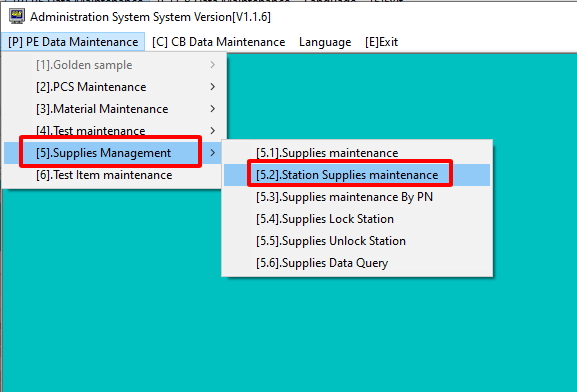 Administration System System Version[V1.1.6]
[P] PE Data Maintenance [C] CB Data Maintenance Language [E]Exit
[1].Golden sample
[2].PCS Maintenance
[3].Material Maintenance
[4].Test maintenance
[5].Supplies Management
[6].Test Item maintenance
[5.1].Supplies maintenance
[5.2].Station Supplies maintenance
[5.3].Supplies maintenance By PN
[5.4].Supplies Lock Station
[5.5].Supplies Unlock Station
[5.6].Supplies Data Query